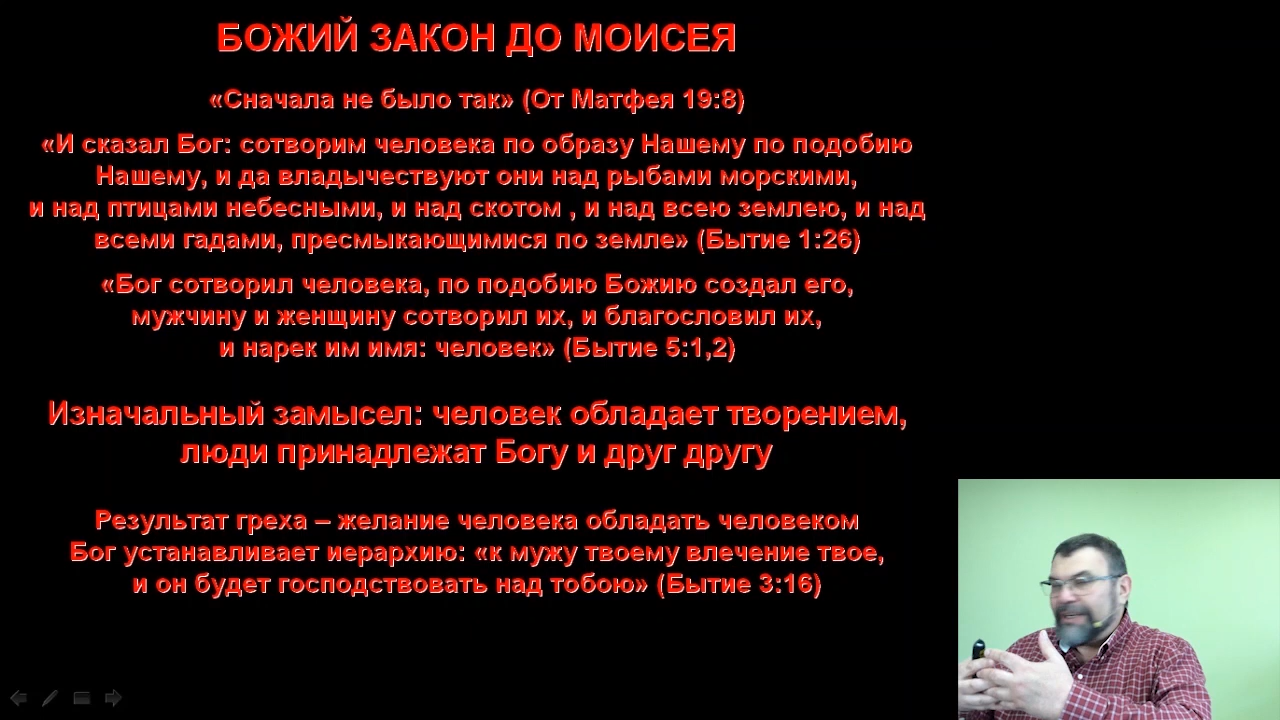 БОЖИЙ ЗАКОН ДО МОИСЕЯ
«Сначала не было так» (От Матфея 19:8)
«И сказал Бог: сотворим человека по образу Нашему по подобию
Нашему, и да владычествуют они над рыбами морскими,
и над птицами небесными, и над скотом , и над всею землею, и над
всеми гадами, пресмыкающимися по земле» (Бытие 1:26)
«Бог сотворил человека, по подобию Божию создал его,
мужчину и женщину сотворил их, и благословил их,
и нарек им имя: человек» (Бытие 5:1,2)
Изначальный замысел: человек обладает творением,
люди принадлежат Богу и друг другу
Результат греха – желание человека обладать человеком
Бог устанавливает иерархию: «к мужу твоему влечение твое,
и он будет господствовать над тобою» (Бытие 3:16)